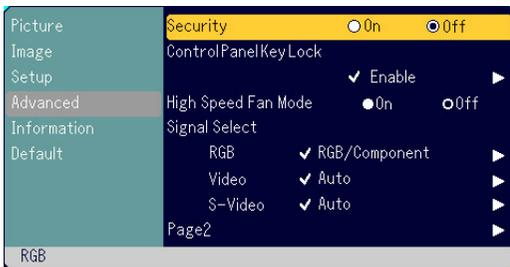 Picture
Image
Setup
Advanced
Information
Default
Security On Off
ControlPanelKeyLock
Enable
High Speed Fan Mode On Off
Signal Select
RGB RGB/Component
Video Auto
S-Video Auto
Page2
RGB